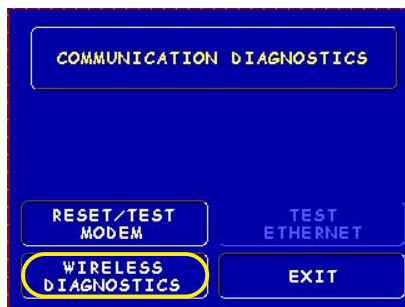 COMMUNICATION DIAGNOSTICS
RESET/TEST
MODEM
TEST
ETHERNET
WIRELESS
DIAGNOSTICS
EXIT